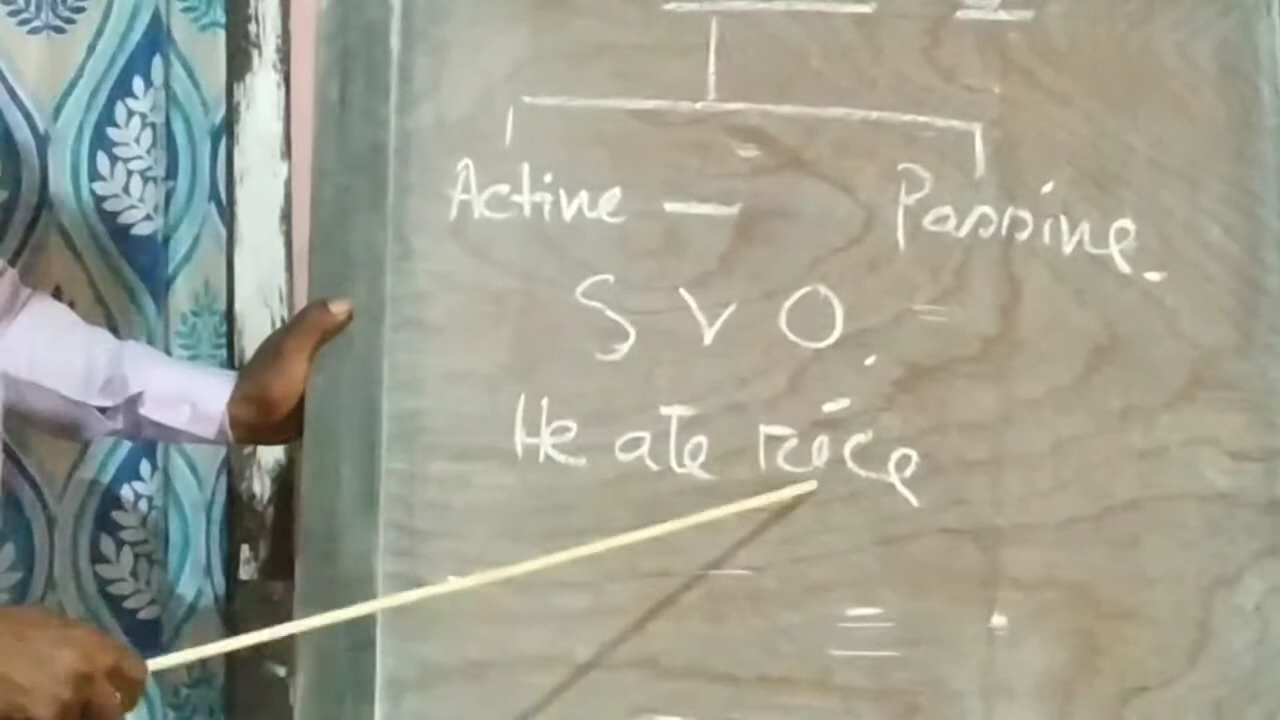 Active — Passive.
S V O.
He ate rice